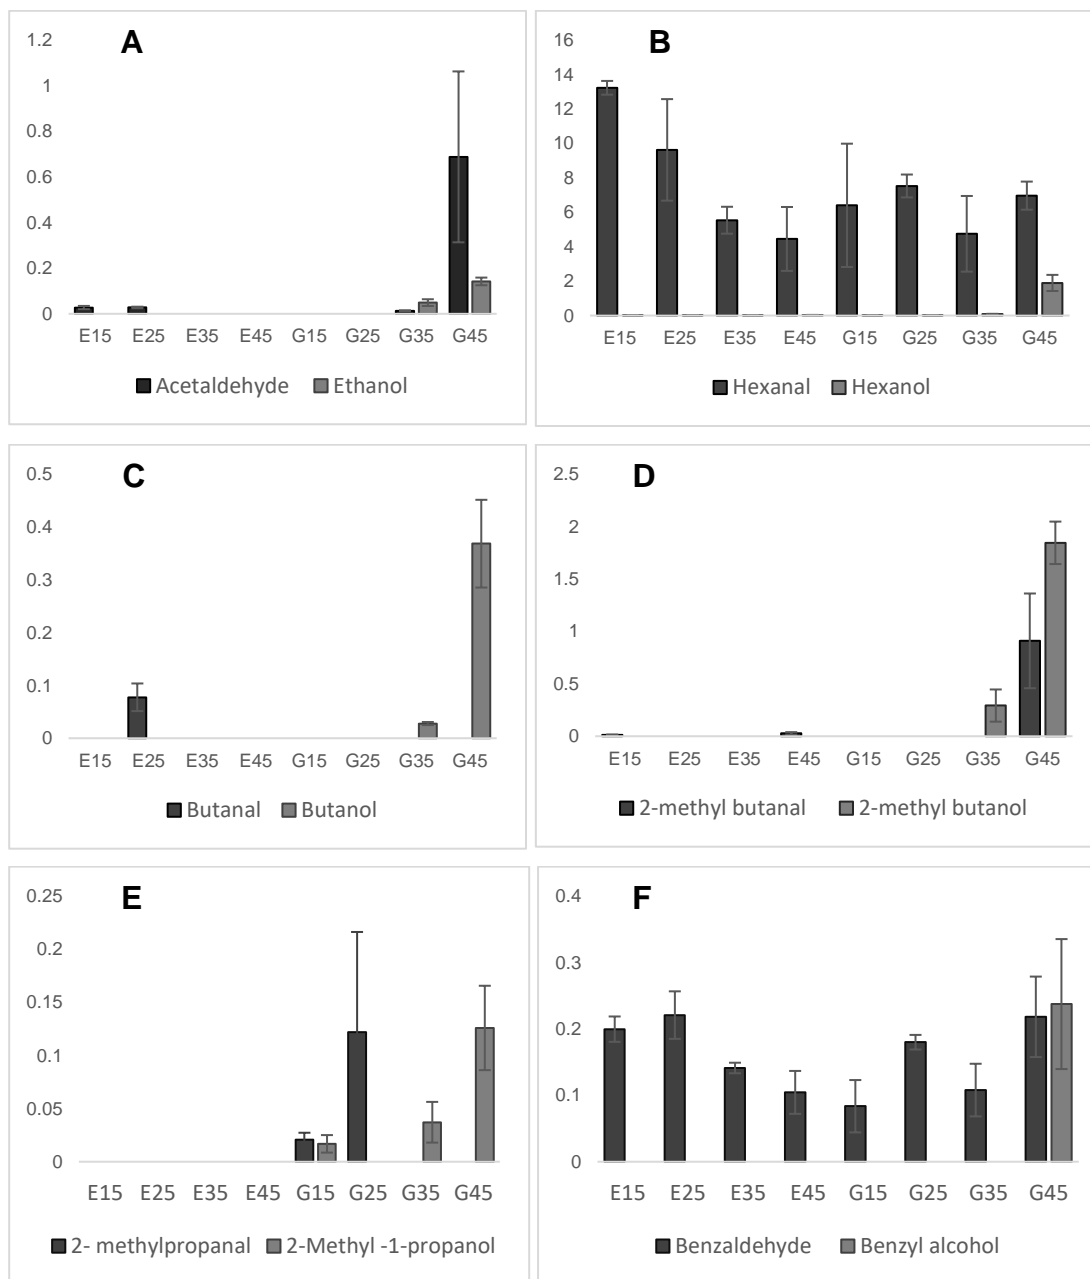 A
1.2
1
0.8
0.6
0.4
0.2
0
E15 E25 E35 E45 G15 G25 G35 G45
Acetaldehyde Ethanol
B
16
14
12
10
8
6
4
2
0
E15 E25 E35 E45 G15 G25 G35 G45
Hexanal Hexanol
C
0.5
0.4
0.3
0.2
0.1
0
E15 E25 E35 E45 G15 G25 G35 G45
Butanal Butanol
D
2.5
2
1.5
1
0.5
0
E15 E25 E35 E45 G15 G25 G35 G45
2-methyl butanal 2-methyl butanol
E
0.25
0.2
0.15
0.1
0.05
0
E15 E25 E35 E45 G15 G25 G35 G45
2- methylpropanal 2-Methyl -1-propanol
F
0.4
0.3
0.2
0.1
0
E15 E25 E35 E45 G15 G25 G35 G45
Benzaldehyde Benzyl alcohol